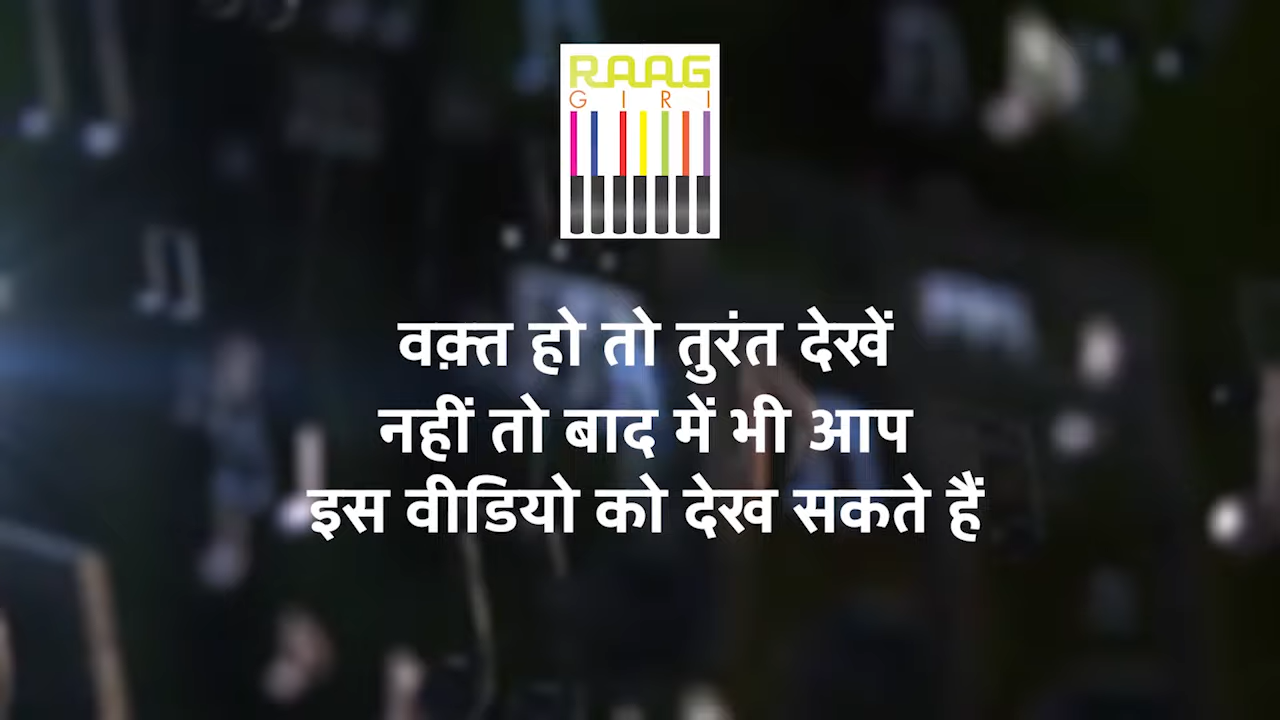 RAAG
GIRI
वक़्त हो तो तुरंत देखें
नहीं तो बाद में भी आप
इस वीडियो को देख सकते हैं